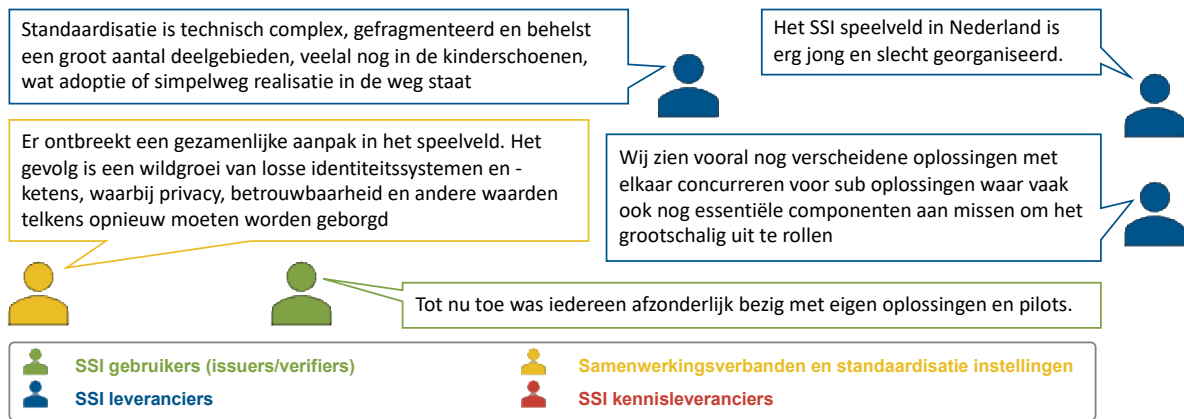 Standaardisatie is technisch complex, gefragmenteerd en behelst
een groot aantal deelgebieden, veelal nog in de kinderschoenen,
wat adoptie of simpelweg realisatie in de weg staat
Het SSI speelveld in Nederland is
erg jong en slecht georganiseerd.
Er ontbreekt een gezamenlijke aanpak in het speelveld. Het
gevolg is een wildgroei van losse identiteitssystemen en -
ketens, waarbij privacy, betrouwbaarheid en andere waarden
telkens opnieuw moeten worden geborgd
Wij zien vooral nog verscheidene oplossingen met
elkaar concurreren voor sub oplossingen waar vaak
ook nog essentiële componenten aan missen om het
grootschalig uit te rollen
Tot nu toe was iedereen afzonderlijk bezig met eigen oplossingen en pilots.
SSI gebruikers (issuers/verifiers)
Samenwerkingsverbanden en standaardisatie instellingen
SSI leveranciers
SSI kennisleveranciers